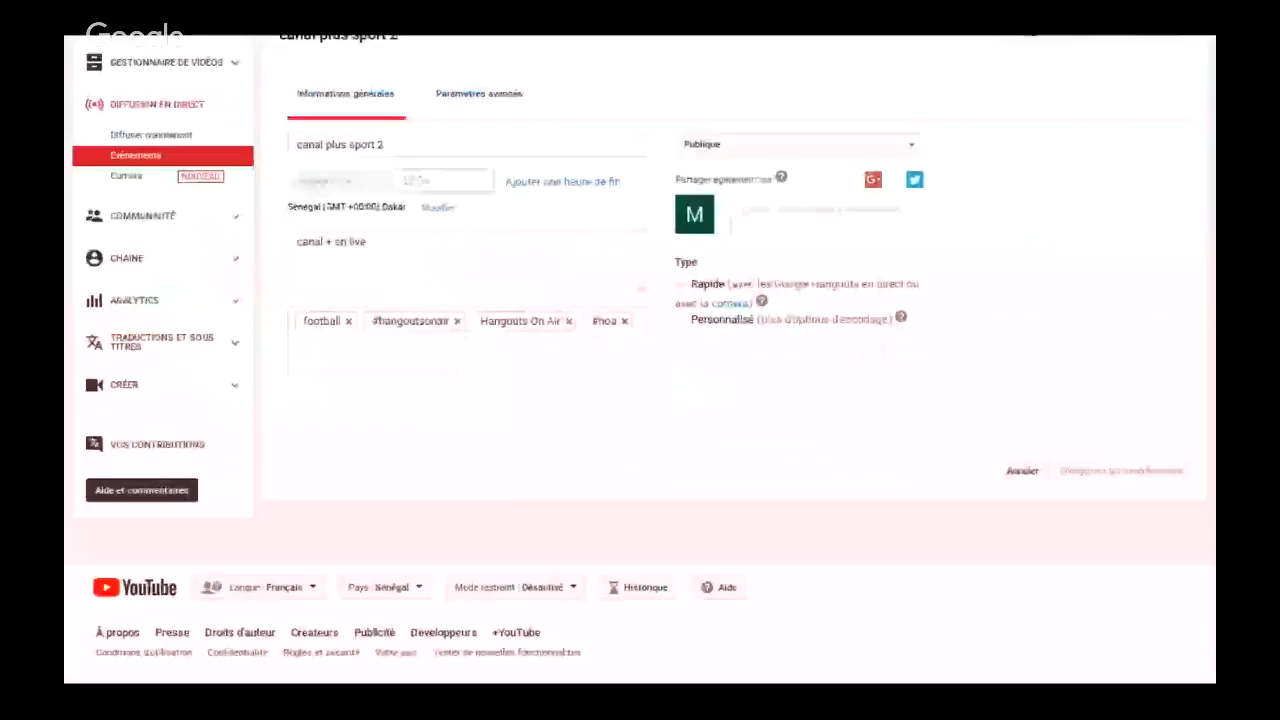 Google
canal plus sport 2
GESTIONNAIRE DE VIDÉOS
DIFFUSION EN DIRECT
Diffuser maintenant
Événements
Caméra NOUVEAU
COMMUNAUTÉ
CHAÎNE
ANALYTICS
TRADUCTIONS ET SOUS
TITRES
CRÉER
VOS CONTRIBUTIONS
Aide et commentaires
Informations générales Paramètres avancés
canal plus sport 2
Ajouter une heure de fin
Sénégal (GMT +00:00) Dakar Modifier
canal + en live
football × #hangoutsonair × Hangouts On Air × #hoa ×
Publique
Partager également sur
M
Type
Rapide (avec les Google Hangouts en direct ou
avec la caméra)
Personnalisé (plus d'options d'encodage)
Annuler
YouTube Langue: Français Pays: Sénégal Mode restreint: Désactivé Historique Aide
À propos Presse Droits d'auteur Créateurs Publicité Développeurs +YouTube
Conditions d'utilisation Confidentialité Règles et sécurité Votre avis Tester de nouvelles fonctionnalités